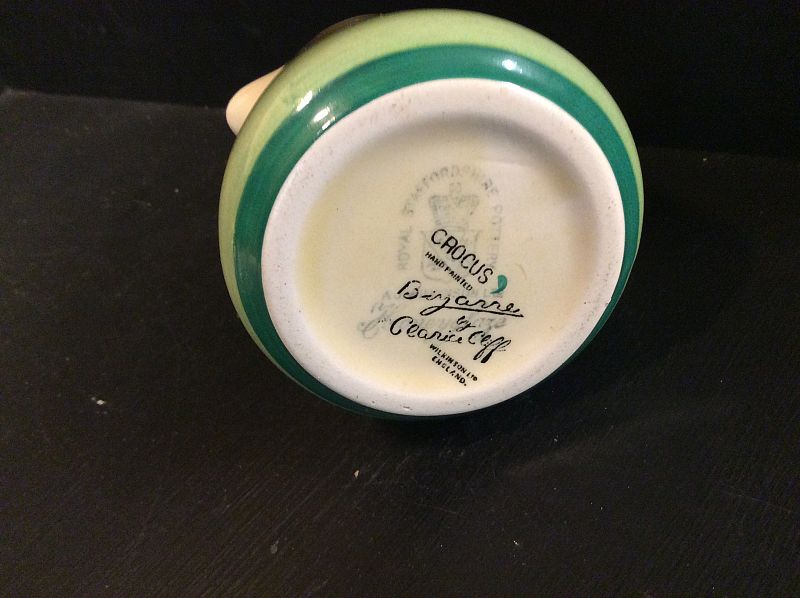 ROYAL STAFFORDSHIRE POTTERY
CROCUS
HAND PAINTED
Bizarre
by
Clarice Cliff
WILKINSON LTD
ENGLAND.